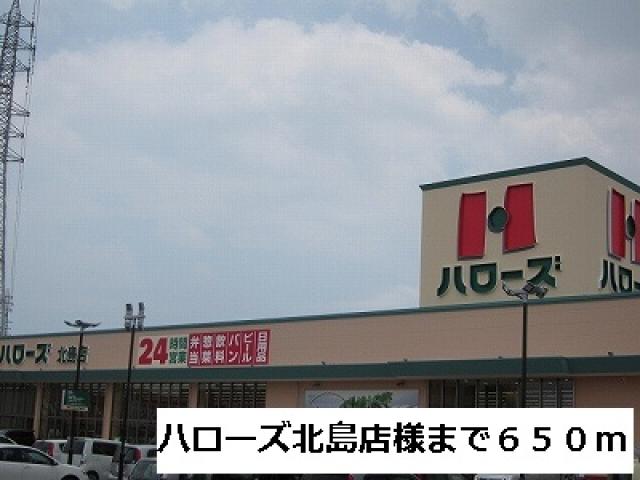 H
ハローズ
H
ハロー
ハローズ 北島店
24時間営業 弁当 惣菜 飲料 パン ビール 日用品
ハローズ北島店様まで650m